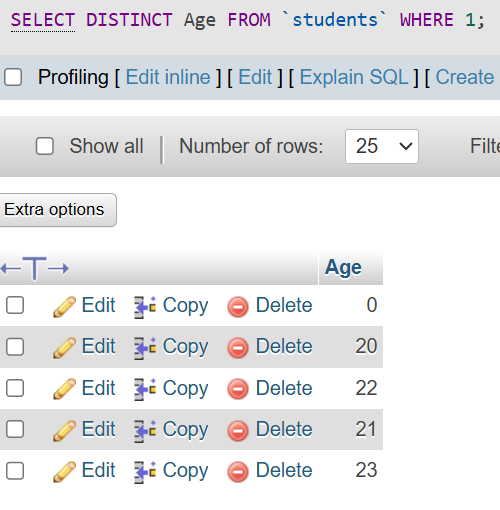 SELECT DISTINCT Age FROM `students` WHERE 1;
Profiling [ Edit inline ] [ Edit ] [ Explain SQL ] [ Create
Show all | Number of rows: 25 Filte
Extra options
←T→ Age
Edit Copy Delete 0
Edit Copy Delete 20
Edit Copy Delete 22
Edit Copy Delete 21
Edit Copy Delete 23